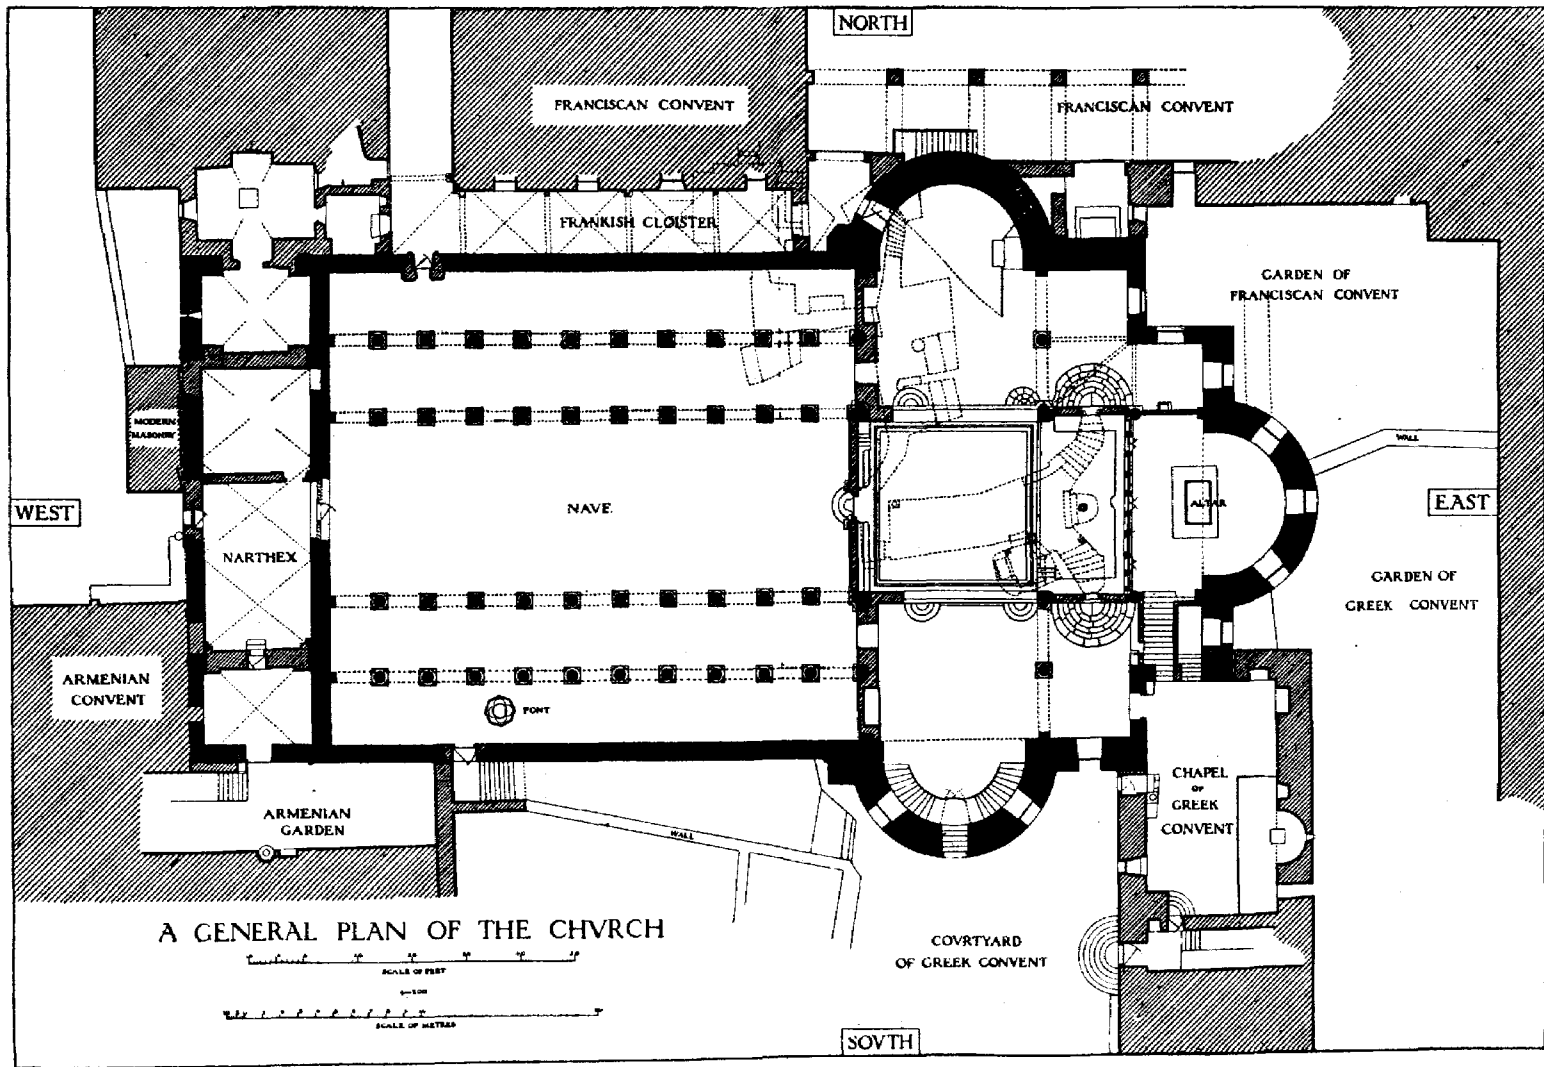 NORTH
FRANCISCAN CONVENT
FRANCISCAN CONVENT
FRANKISH CLOISTER
GARDEN OF
FRANCISCAN CONVENT
MODERN
MASONRY
WALL
WEST
NAVE
ALTAR
EAST
NARTHEX
GARDEN OF
GREEK CONVENT
ARMENIAN
CONVENT
FONT
CHAPEL
OF
GREEK
CONVENT
ARMENIAN
GARDEN
WALL
A GENERAL PLAN OF THE CHVRCH
SCALE OF FEET
SCALE OF METRES
COVRTYARD
OF GREEK CONVENT
SOVTH